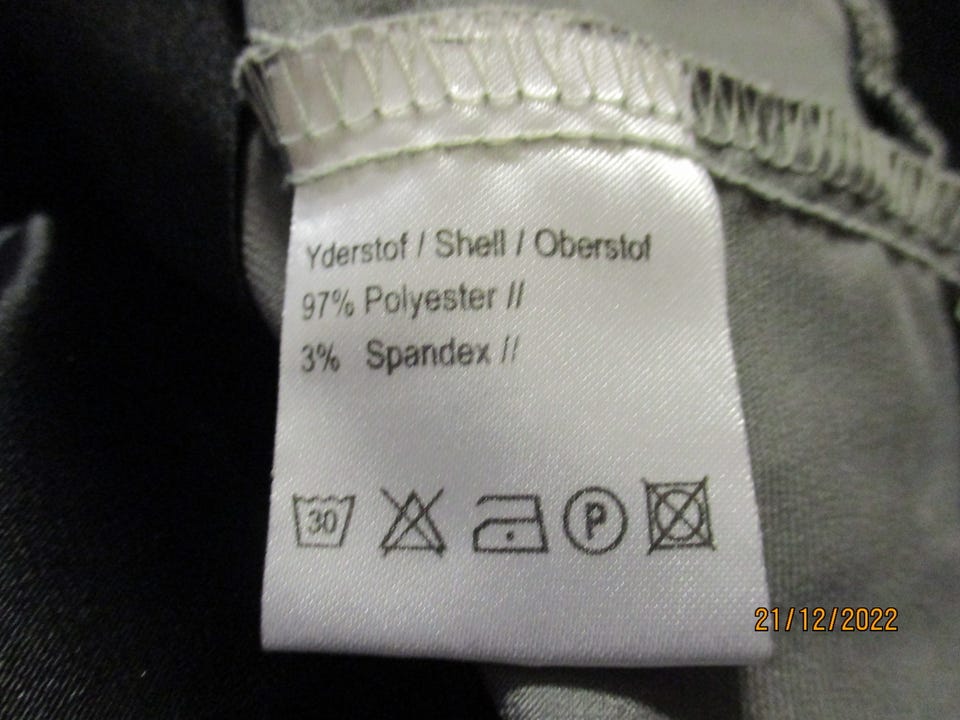 Yderstof / Shell / Oberstof
97% Polyester //
3% Spandex //
30 P
21/12/2022